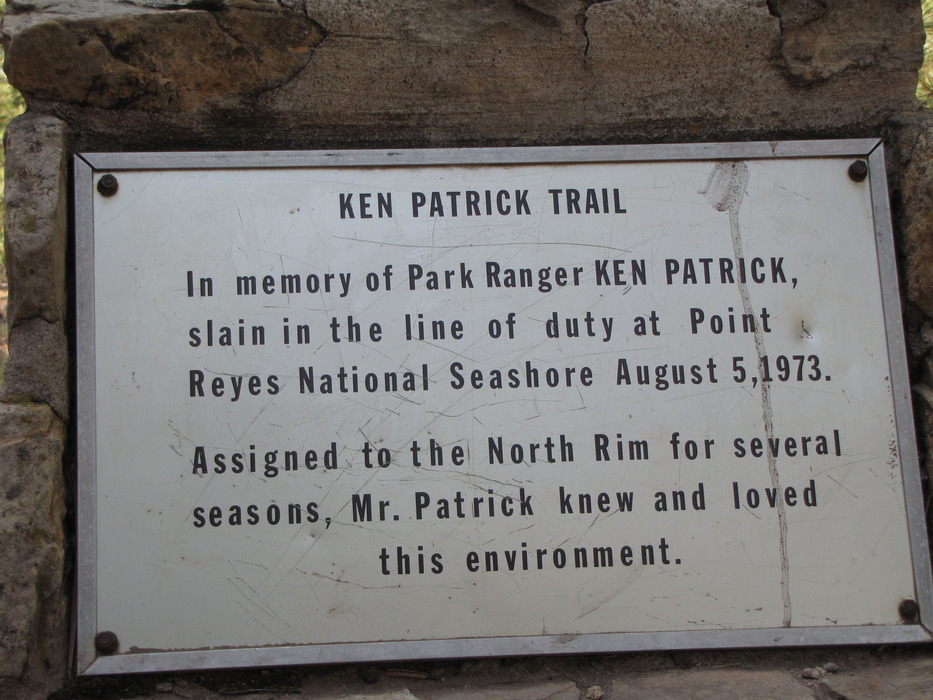 KEN PATRICK TRAIL
In memory of Park Ranger KEN PATRICK,
slain in the line of duty at Point
Reyes National Seashore August 5,1973.
Assigned to the North Rim for several
seasons, Mr. Patrick knew and loved
this environment.